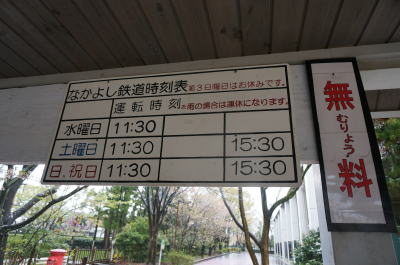 なかよし鉄道時刻表 第3日曜日はお休みです。
運転時刻 ※雨の場合は運休になります。
水曜日 11:30
土曜日 11:30 15:30
日、祝日 11:30 15:30
無料
むりょう